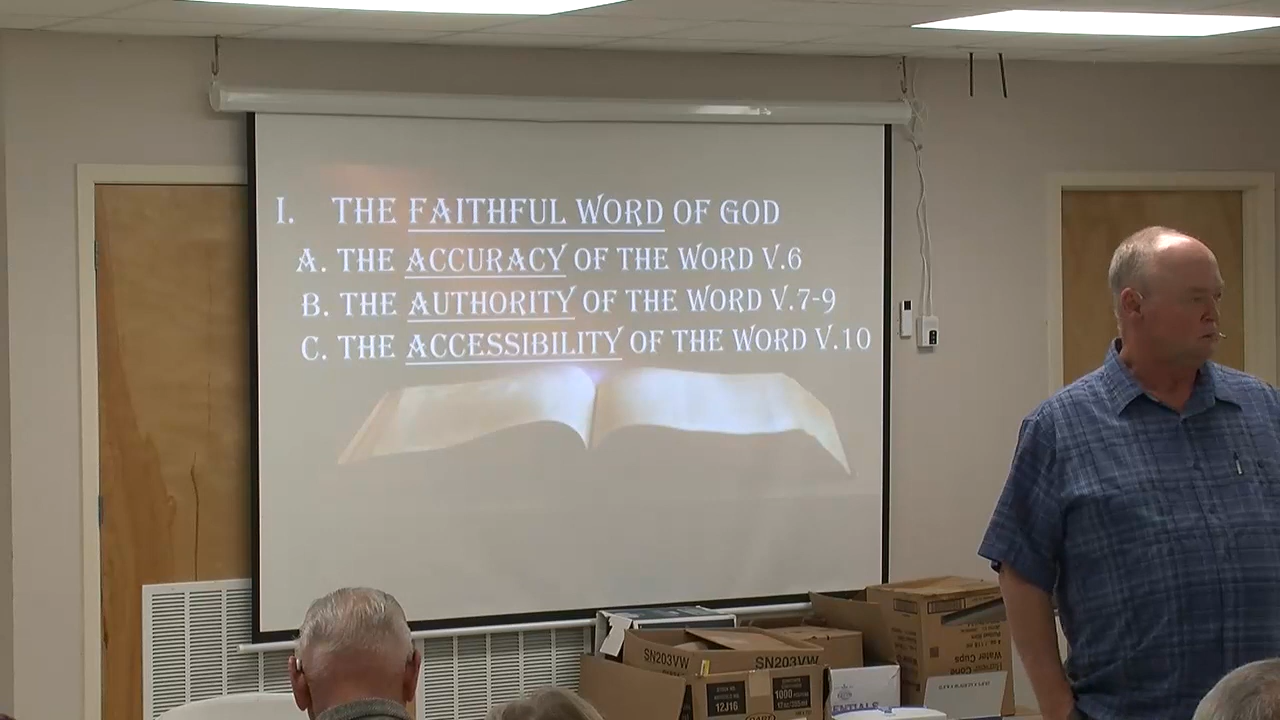 I. THE FAITHFUL WORD OF GOD
A. THE ACCURACY OF THE WORD V.6
B. THE AUTHORITY OF THE WORD V.7-9
C. THE ACCESSIBILITY OF THE WORD V.10
SN203VW
SN203VW
12J16
1000
Water Cups